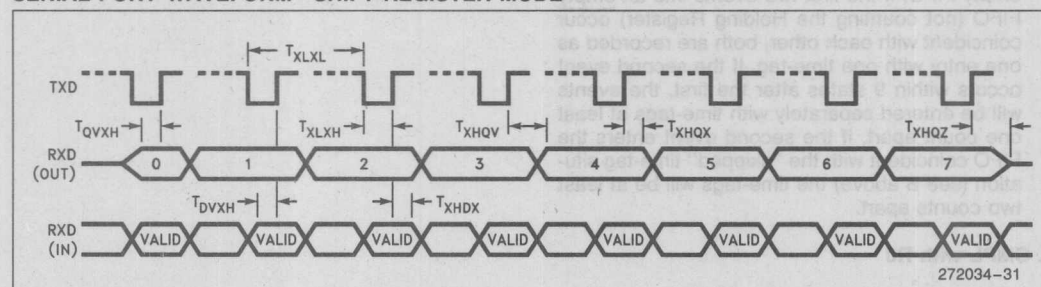 T_XLXL
TXD
T_QVXH T_XLXH T_XHQV T_XHQX T_XHQZ
RXD (OUT) 0 1 2 3 4 5 6 7
T_DVXH T_XHDX
RXD (IN) VALID VALID VALID VALID VALID VALID VALID VALID
272034-31